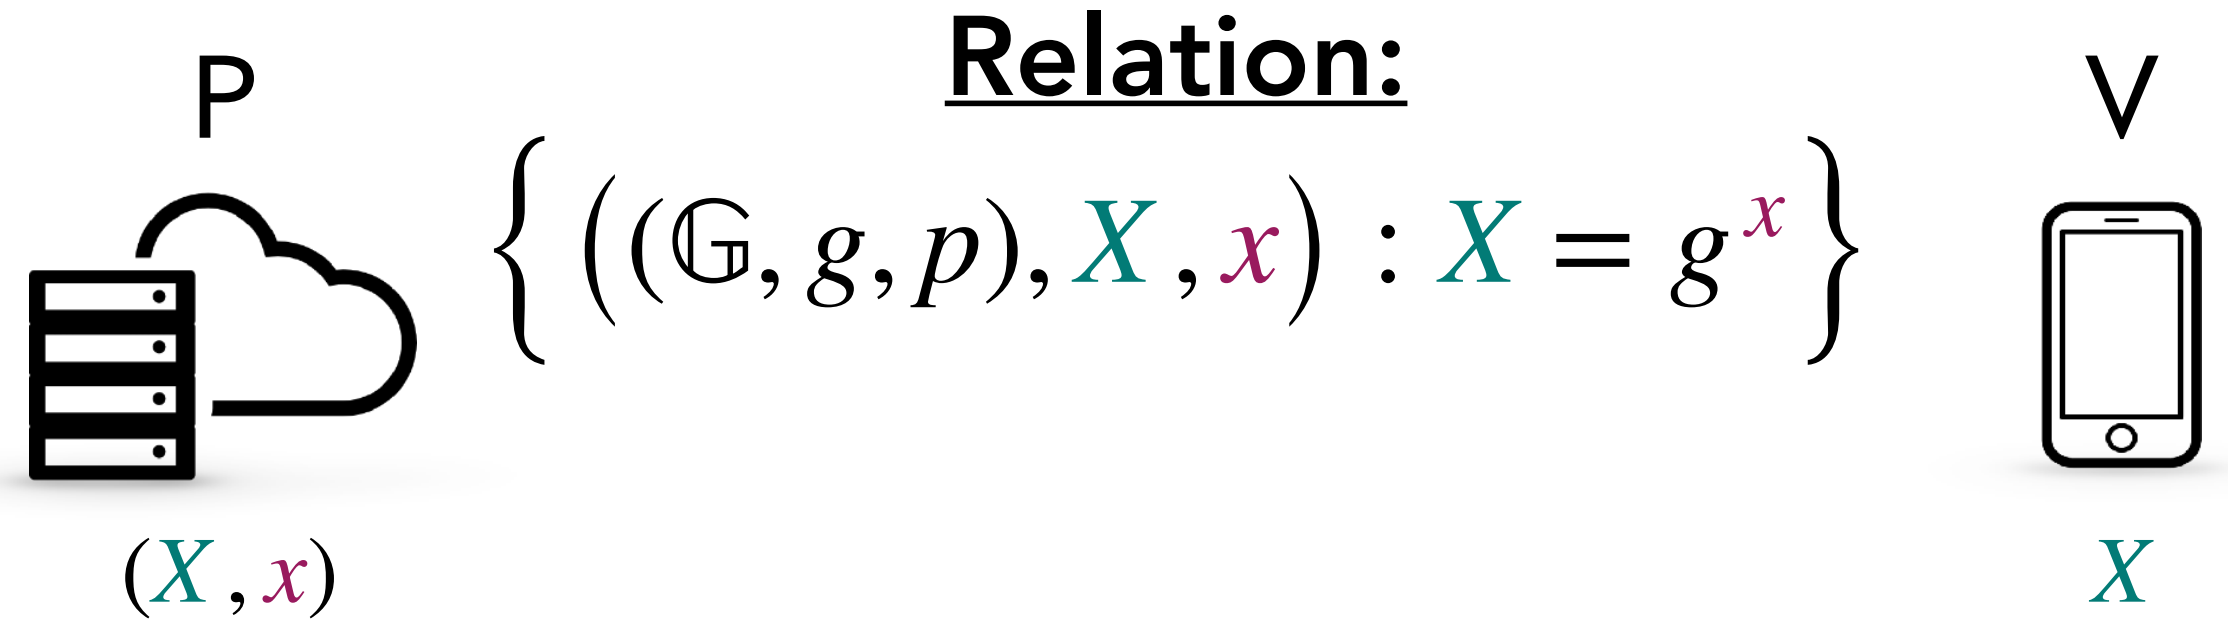 Relation:
P
V
{((𝔾, g, p), X, x) : X = g^x}
(X, x)
X